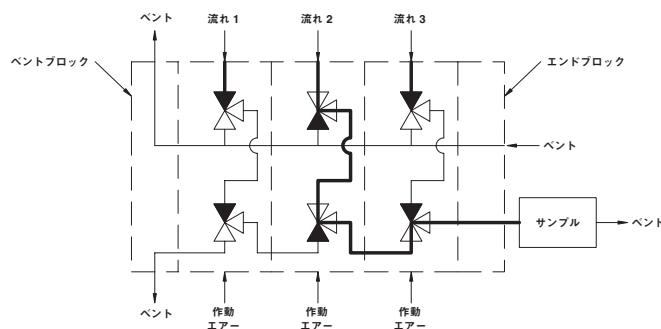 ベント
流れ 1
流れ 2
流れ 3
ベントブロック
エンドブロック
ベント
サンプル
ベント
ベント
作動
エアー
作動
エアー
作動
エアー